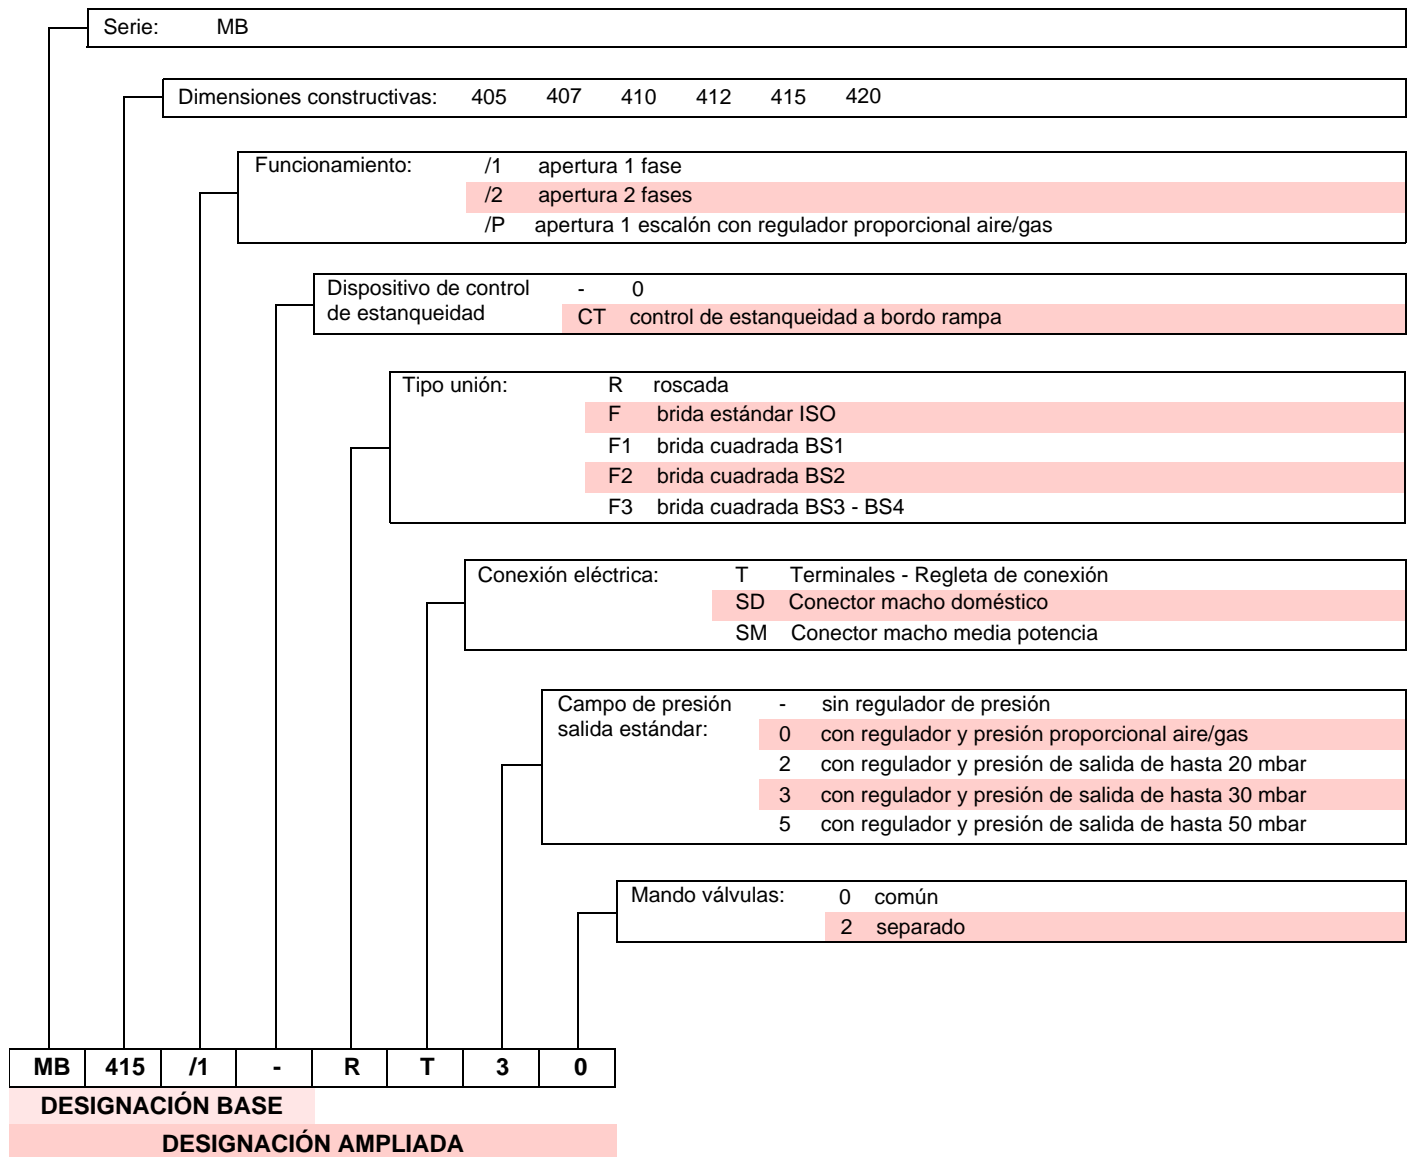 Serie: MB
Dimensiones constructivas: 405 407 410 412 415 420
Funcionamiento: /1 apertura 1 fase
/2 apertura 2 fases
/P apertura 1 escalón con regulador proporcional aire/gas
Dispositivo de control - 0
de estanqueidad CT control de estanqueidad a bordo rampa
Tipo unión: R roscada
F brida estándar ISO
F1 brida cuadrada BS1
F2 brida cuadrada BS2
F3 brida cuadrada BS3 - BS4
Conexión eléctrica: T Terminales - Regleta de conexión
SD Conector macho doméstico
SM Conector macho media potencia
Campo de presión - sin regulador de presión
salida estándar: 0 con regulador y presión proporcional aire/gas
2 con regulador y presión de salida de hasta 20 mbar
3 con regulador y presión de salida de hasta 30 mbar
5 con regulador y presión de salida de hasta 50 mbar
Mando válvulas: 0 común
2 separado
MB 415 /1 - R T 3 0
DESIGNACIÓN BASE
DESIGNACIÓN AMPLIADA